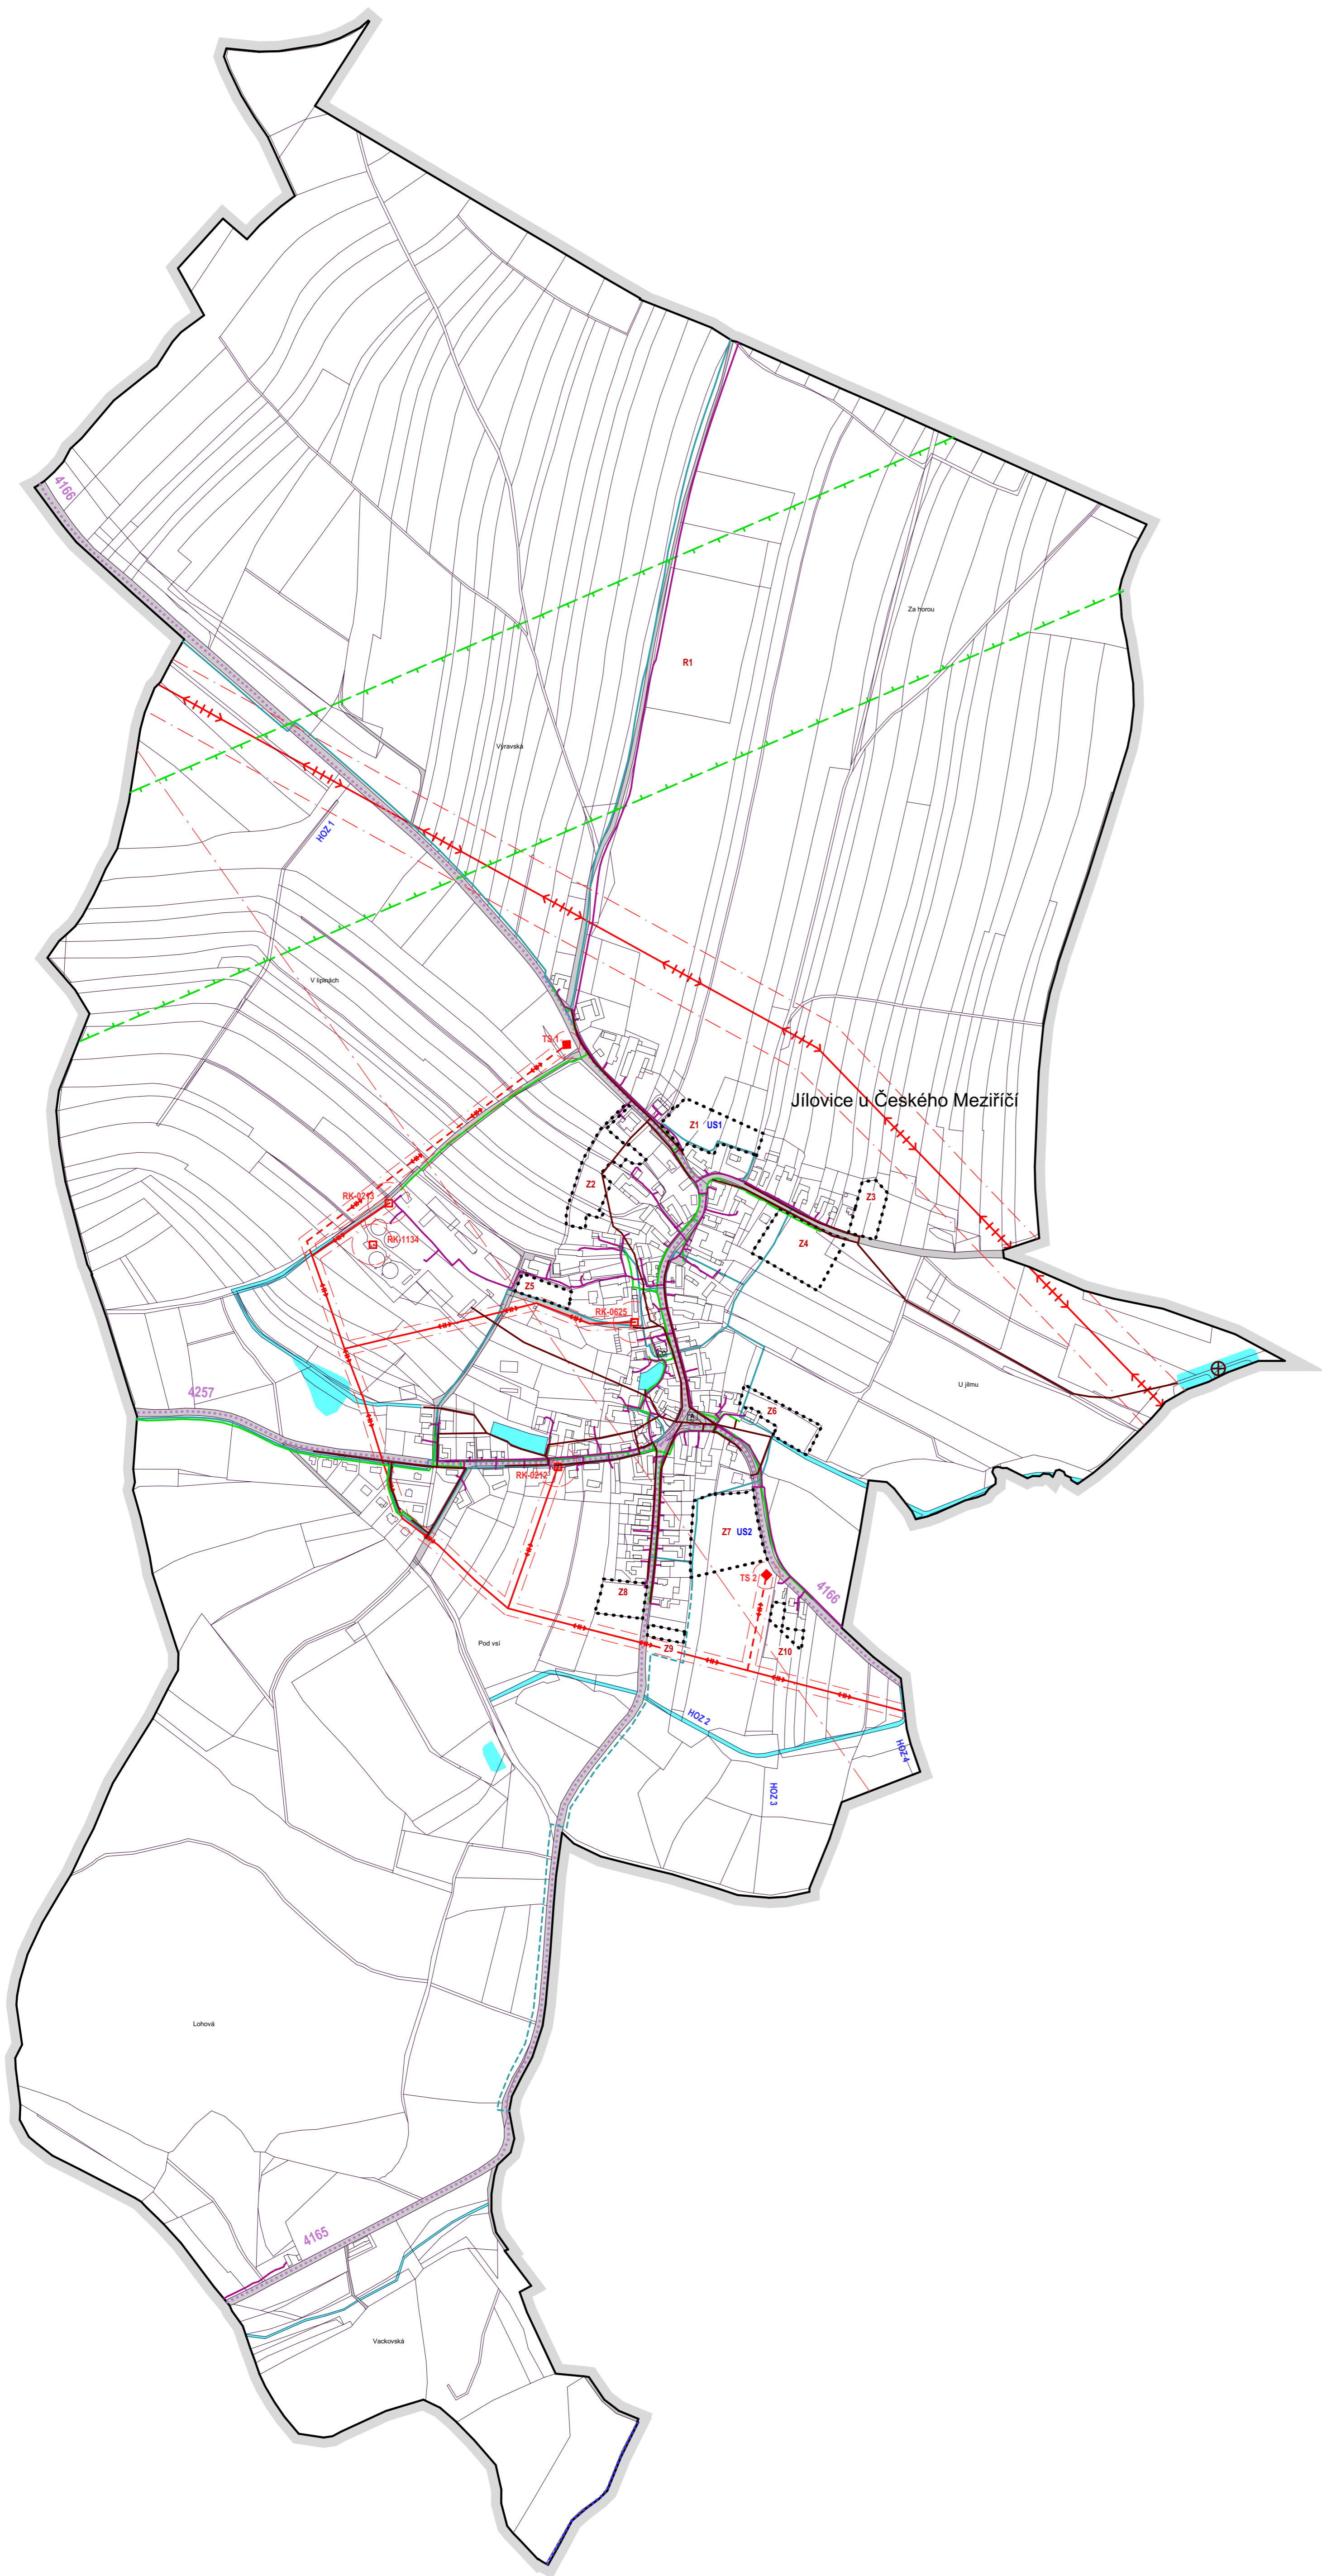 4166
Za horou
R1
Výravská
HOZ 1
V lipinách
TS 1
Jílovice u Českého Meziříčí
Z1 US1
Z2
Z3
RK-0213
RK-1134
Z4
Z5
RK-0625
U jilmu
4257
Z6
RK-0212
Z7 US2
TS 2
4166
Z8
Pod vsí
Z9
Z10
HOZ 2
HOZ 4
HOZ 3
Lohová
4165
Vackovská